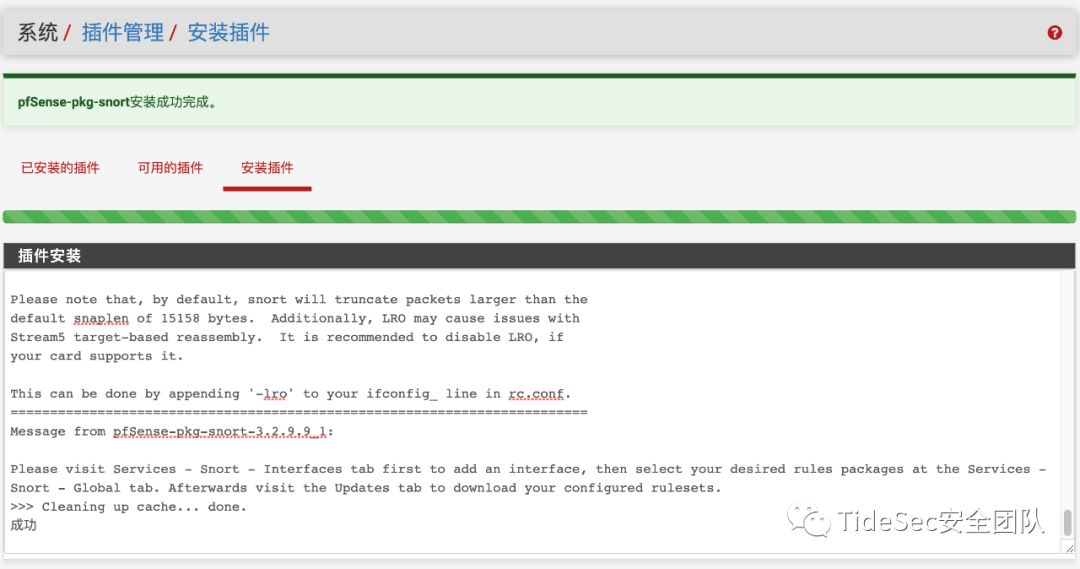 系统 / 插件管理 / 安装插件
pfSense-pkg-snort安装成功完成。
已安装的插件 可用的插件 安装插件
插件安装
Please note that, by default, snort will truncate packets larger than the
default snaplen of 15158 bytes.  Additionally, LRO may cause issues with
Stream5 target-based reassembly.  It is recommended to disable LRO, if
your card supports it.
This can be done by appending '-lro' to your ifconfig_ line in rc.conf.
=========================================================================
Message from pfSense-pkg-snort-3.2.9.9_1:
Please visit Services - Snort - Interfaces tab first to add an interface, then select your desired rules packages at the Services -
Snort - Global tab. Afterwards visit the Updates tab to download your configured rulesets.
>>> Cleaning up cache... done.
成功
TideSec安全团队